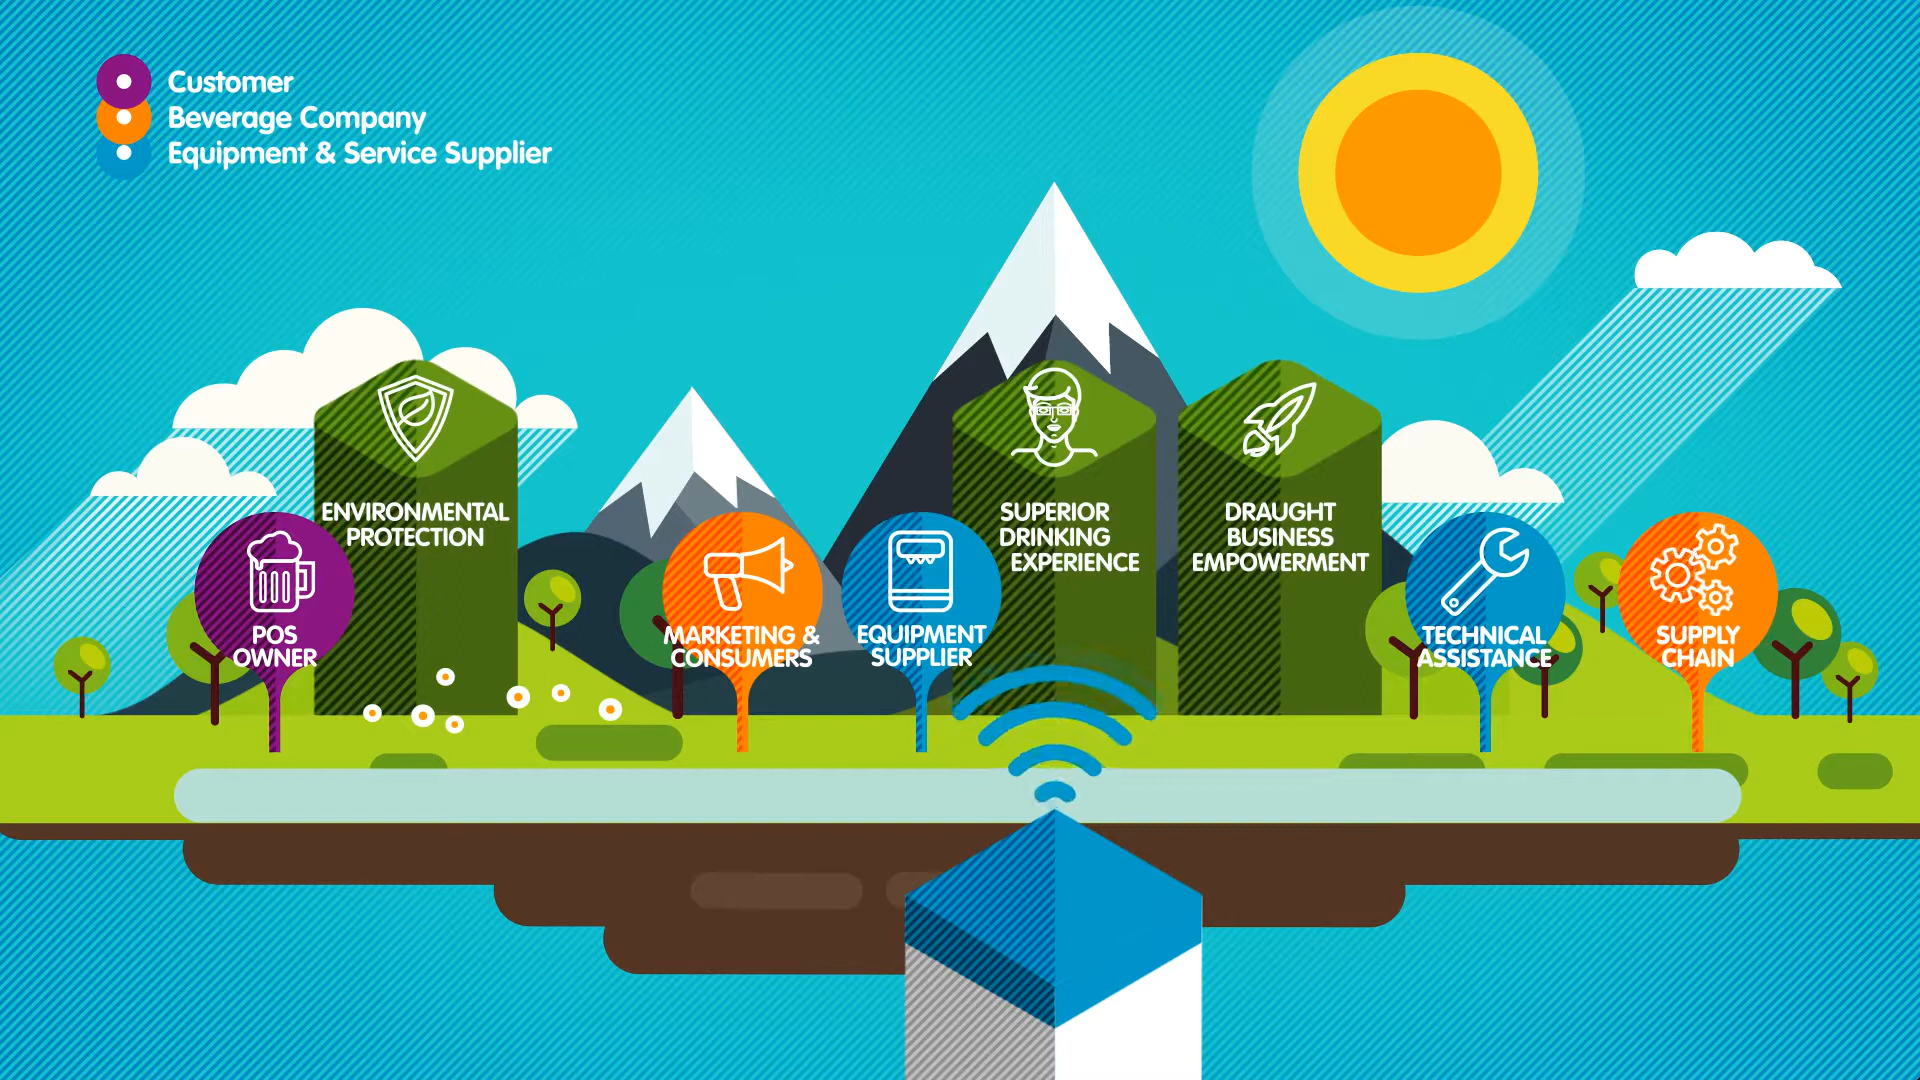 Customer
Beverage Company
Equipment & Service Supplier
ENVIRONMENTAL
PROTECTION
SUPERIOR
DRINKING
EXPERIENCE
DRAUGHT
BUSINESS
EMPOWERMENT
POS
OWNER
MARKETING &
CONSUMERS
EQUIPMENT
SUPPLIER
TECHNICAL
ASSISTANCE
SUPPLY
CHAIN